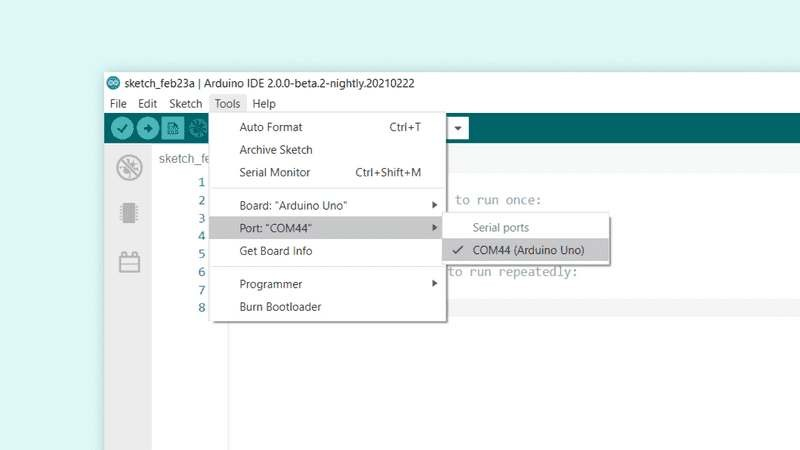 sketch_feb23a | Arduino IDE 2.0.0-beta.2-nightly.20210222
File Edit Sketch Tools Help
Auto Format Ctrl+T
Archive Sketch
Serial Monitor Ctrl+Shift+M
Board: "Arduino Uno"
Port: "COM44"
Get Board Info
Programmer
Burn Bootloader
Serial ports
COM44 (Arduino Uno)
sketch_fe
1
2 to run once:
3
4
5
6 to run repeatedly:
7
8